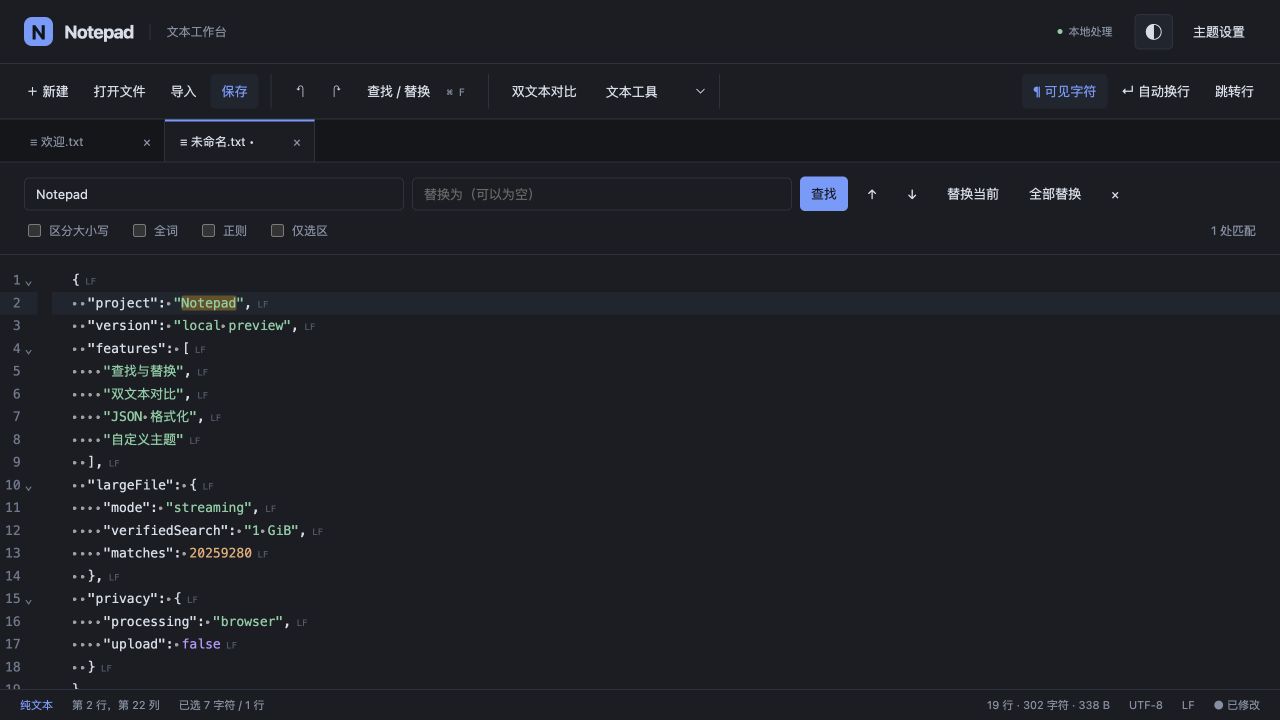 N Notepad 文本工作台 本地处理 主题设置
+ 新建 打开文件 导入 保存 查找 / 替换 ⌘ F 双文本对比 文本工具 ¶ 可见字符 ↵ 自动换行 跳转行
≡ 欢迎.txt × ≡ 未命名.txt • ×
Notepad 替换为（可以为空） 查找 ↑ ↓ 替换当前 全部替换 ×
区分大小写 全词 正则 仅选区 1 处匹配
1 { LF
2 ••"project":•"Notepad", LF
3 ••"version":•"local•preview", LF
4 ••"features":•[ LF
5 ••••"查找与替换", LF
6 ••••"双文本对比", LF
7 ••••"JSON•格式化", LF
8 ••••"自定义主题" LF
9 ••], LF
10 ••"largeFile":•{ LF
11 ••••"mode":•"streaming", LF
12 ••••"verifiedSearch":•"1•GiB", LF
13 ••••"matches":•20259280 LF
14 ••}, LF
15 ••"privacy":•{ LF
16 ••••"processing":•"browser", LF
17 ••••"upload":•false LF
18 ••} LF
19 }
纯文本 第 2 行，第 22 列 已选 7 字符 / 1 行 19 行 · 302 字符 · 338 B UTF-8 LF ● 已修改